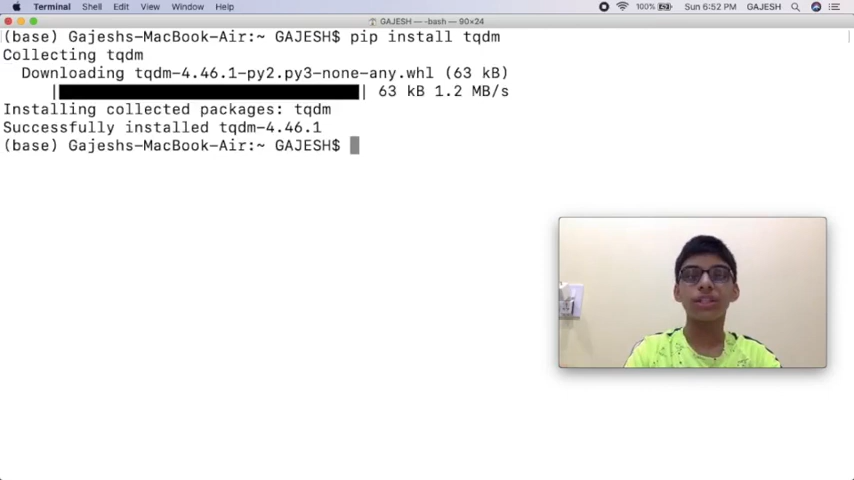 Terminal Shell Edit View Window Help 100% Sun 6:52 PM GAJESH
GAJESH — -bash — 90×24
(base) Gajeshs-MacBook-Air:~ GAJESH$ pip install tqdm
Collecting tqdm
Downloading tqdm-4.46.1-py2.py3-none-any.whl (63 kB)
|████████████████████████████████| 63 kB 1.2 MB/s
Installing collected packages: tqdm
Successfully installed tqdm-4.46.1
(base) Gajeshs-MacBook-Air:~ GAJESH$